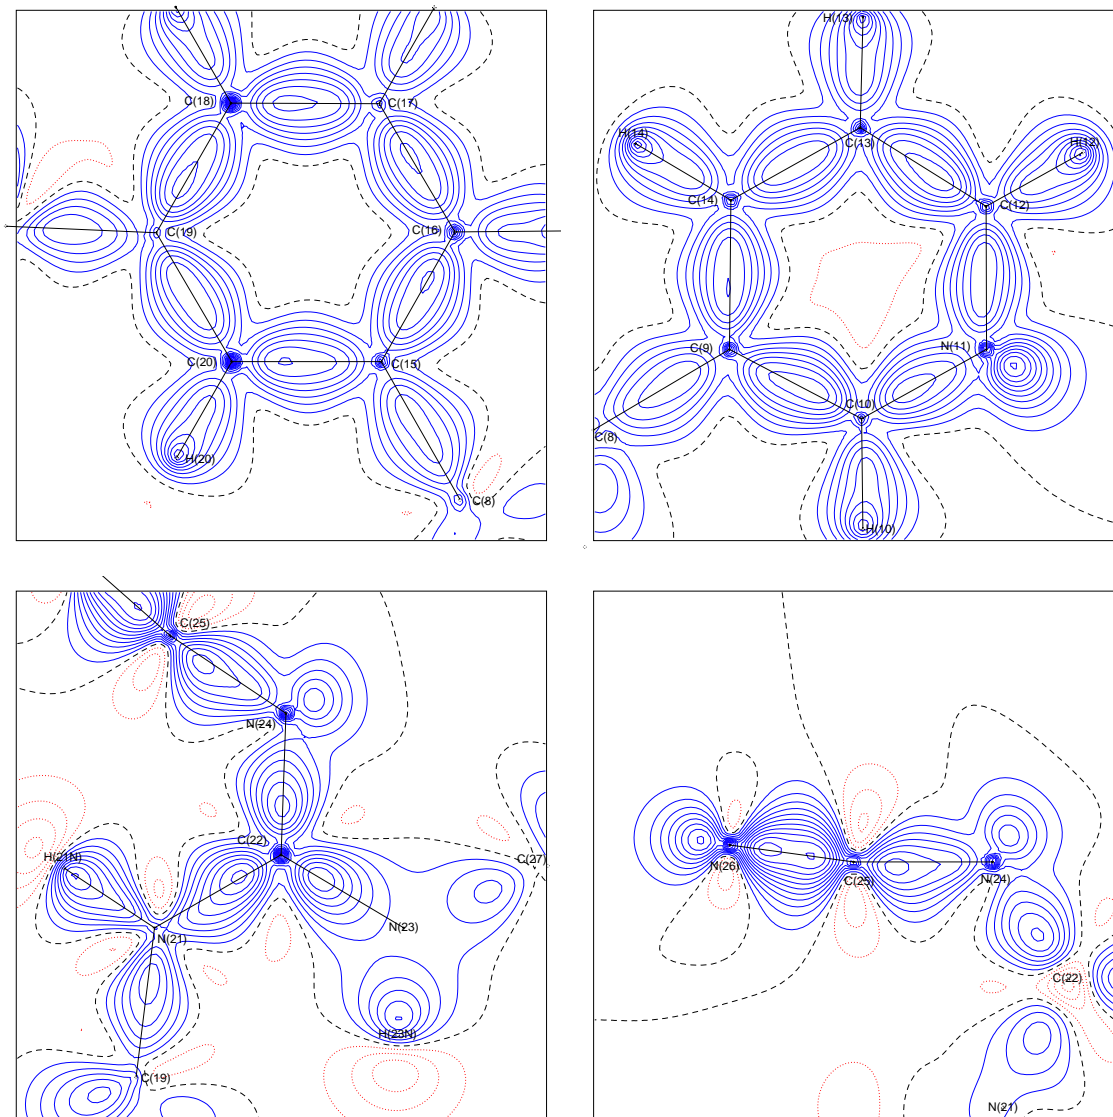 C(18)
C(17)
C(19)
C(16)
C(20)
C(15)
H(20)
C(8)
H(13)
H(14)
C(13)
H(12)
C(14)
C(12)
C(9)
N(11)
C(10)
C(8)
H(10)
C(25)
N(24)
C(22)
C(27)
H(21N)
N(21)
N(23)
H(23N)
C(19)
N(26)
C(25)
N(24)
C(22)
N(21)